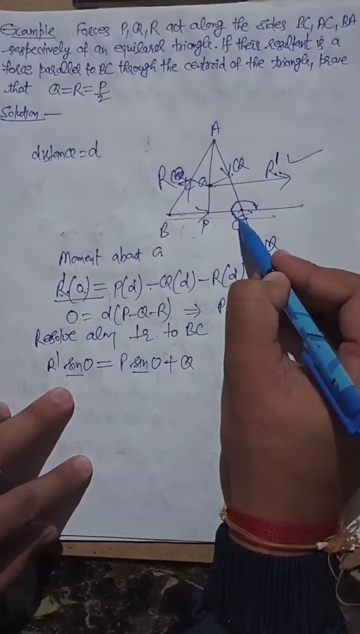 Example Forces P, Q, R act along the sides BC, AC, BA
respectively of an equilateral triangle. If their resultant is a
force parallel to BC through the centroid of the triangle, prove
that Q=R=P/2
Solution —
A
distance = d
Q
R
G
R'
B
P
Moment about G
R'(0) = P(d) - Q(d) - R(d)
0 = d(P-Q-R) ⇒ P
Resolve along ⊥r to BC
R' sin0 = P sin0 + Q